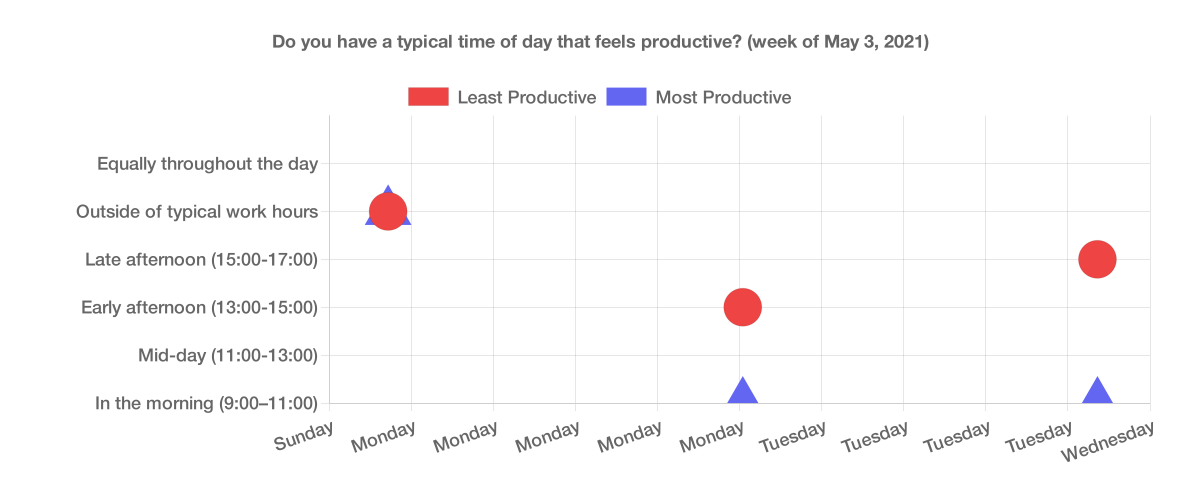 Do you have a typical time of day that feels productive? (week of May 3, 2021)
Least Productive Most Productive
Equally throughout the day
Outside of typical work hours
Late afternoon (15:00-17:00)
Early afternoon (13:00-15:00)
Mid-day (11:00-13:00)
In the morning (9:00–11:00)
Sunday Monday Monday Monday Monday Monday Tuesday Tuesday Tuesday Tuesday Wednesday